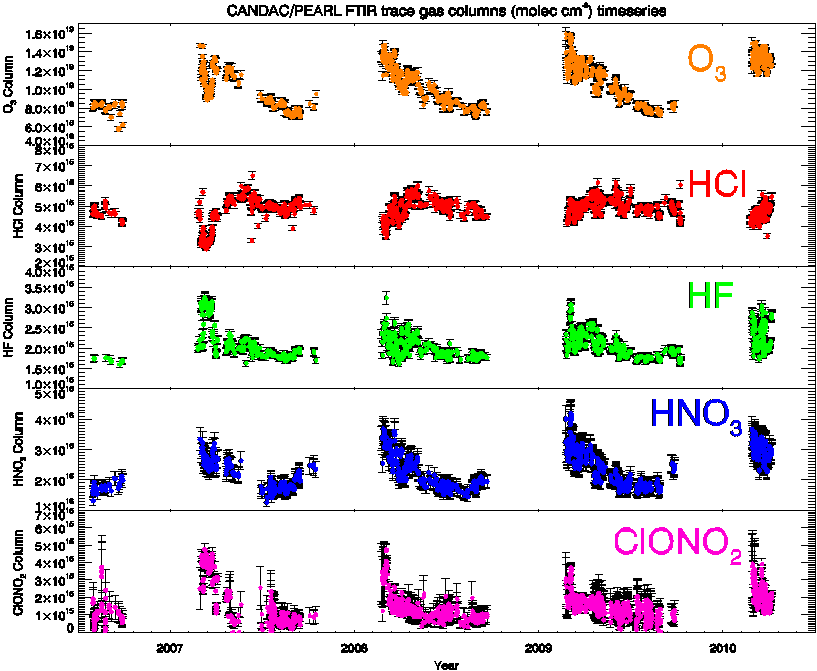 CANDAC/PEARL FTIR trace gas columns (molec cm⁻²) timeseries
O₃ Column
1.6×10¹⁹
1.4×10¹⁹
1.2×10¹⁹
1.0×10¹⁹
8.0×10¹⁸
6.0×10¹⁸
4.0×10¹⁸
O₃
HCl Column
8×10¹⁵
7×10¹⁵
6×10¹⁵
5×10¹⁵
4×10¹⁵
3×10¹⁵
2×10¹⁵
HCl
HF Column
4.0×10¹⁵
3.5×10¹⁵
3.0×10¹⁵
2.5×10¹⁵
2.0×10¹⁵
1.5×10¹⁵
1.0×10¹⁵
HF
HNO₃ Column
5×10¹⁶
4×10¹⁶
3×10¹⁶
2×10¹⁶
1×10¹⁶
HNO₃
ClONO₂ Column
7×10¹⁵
6×10¹⁵
5×10¹⁵
4×10¹⁵
3×10¹⁵
2×10¹⁵
1×10¹⁵
0
ClONO₂
2007 2008 2009 2010
Year